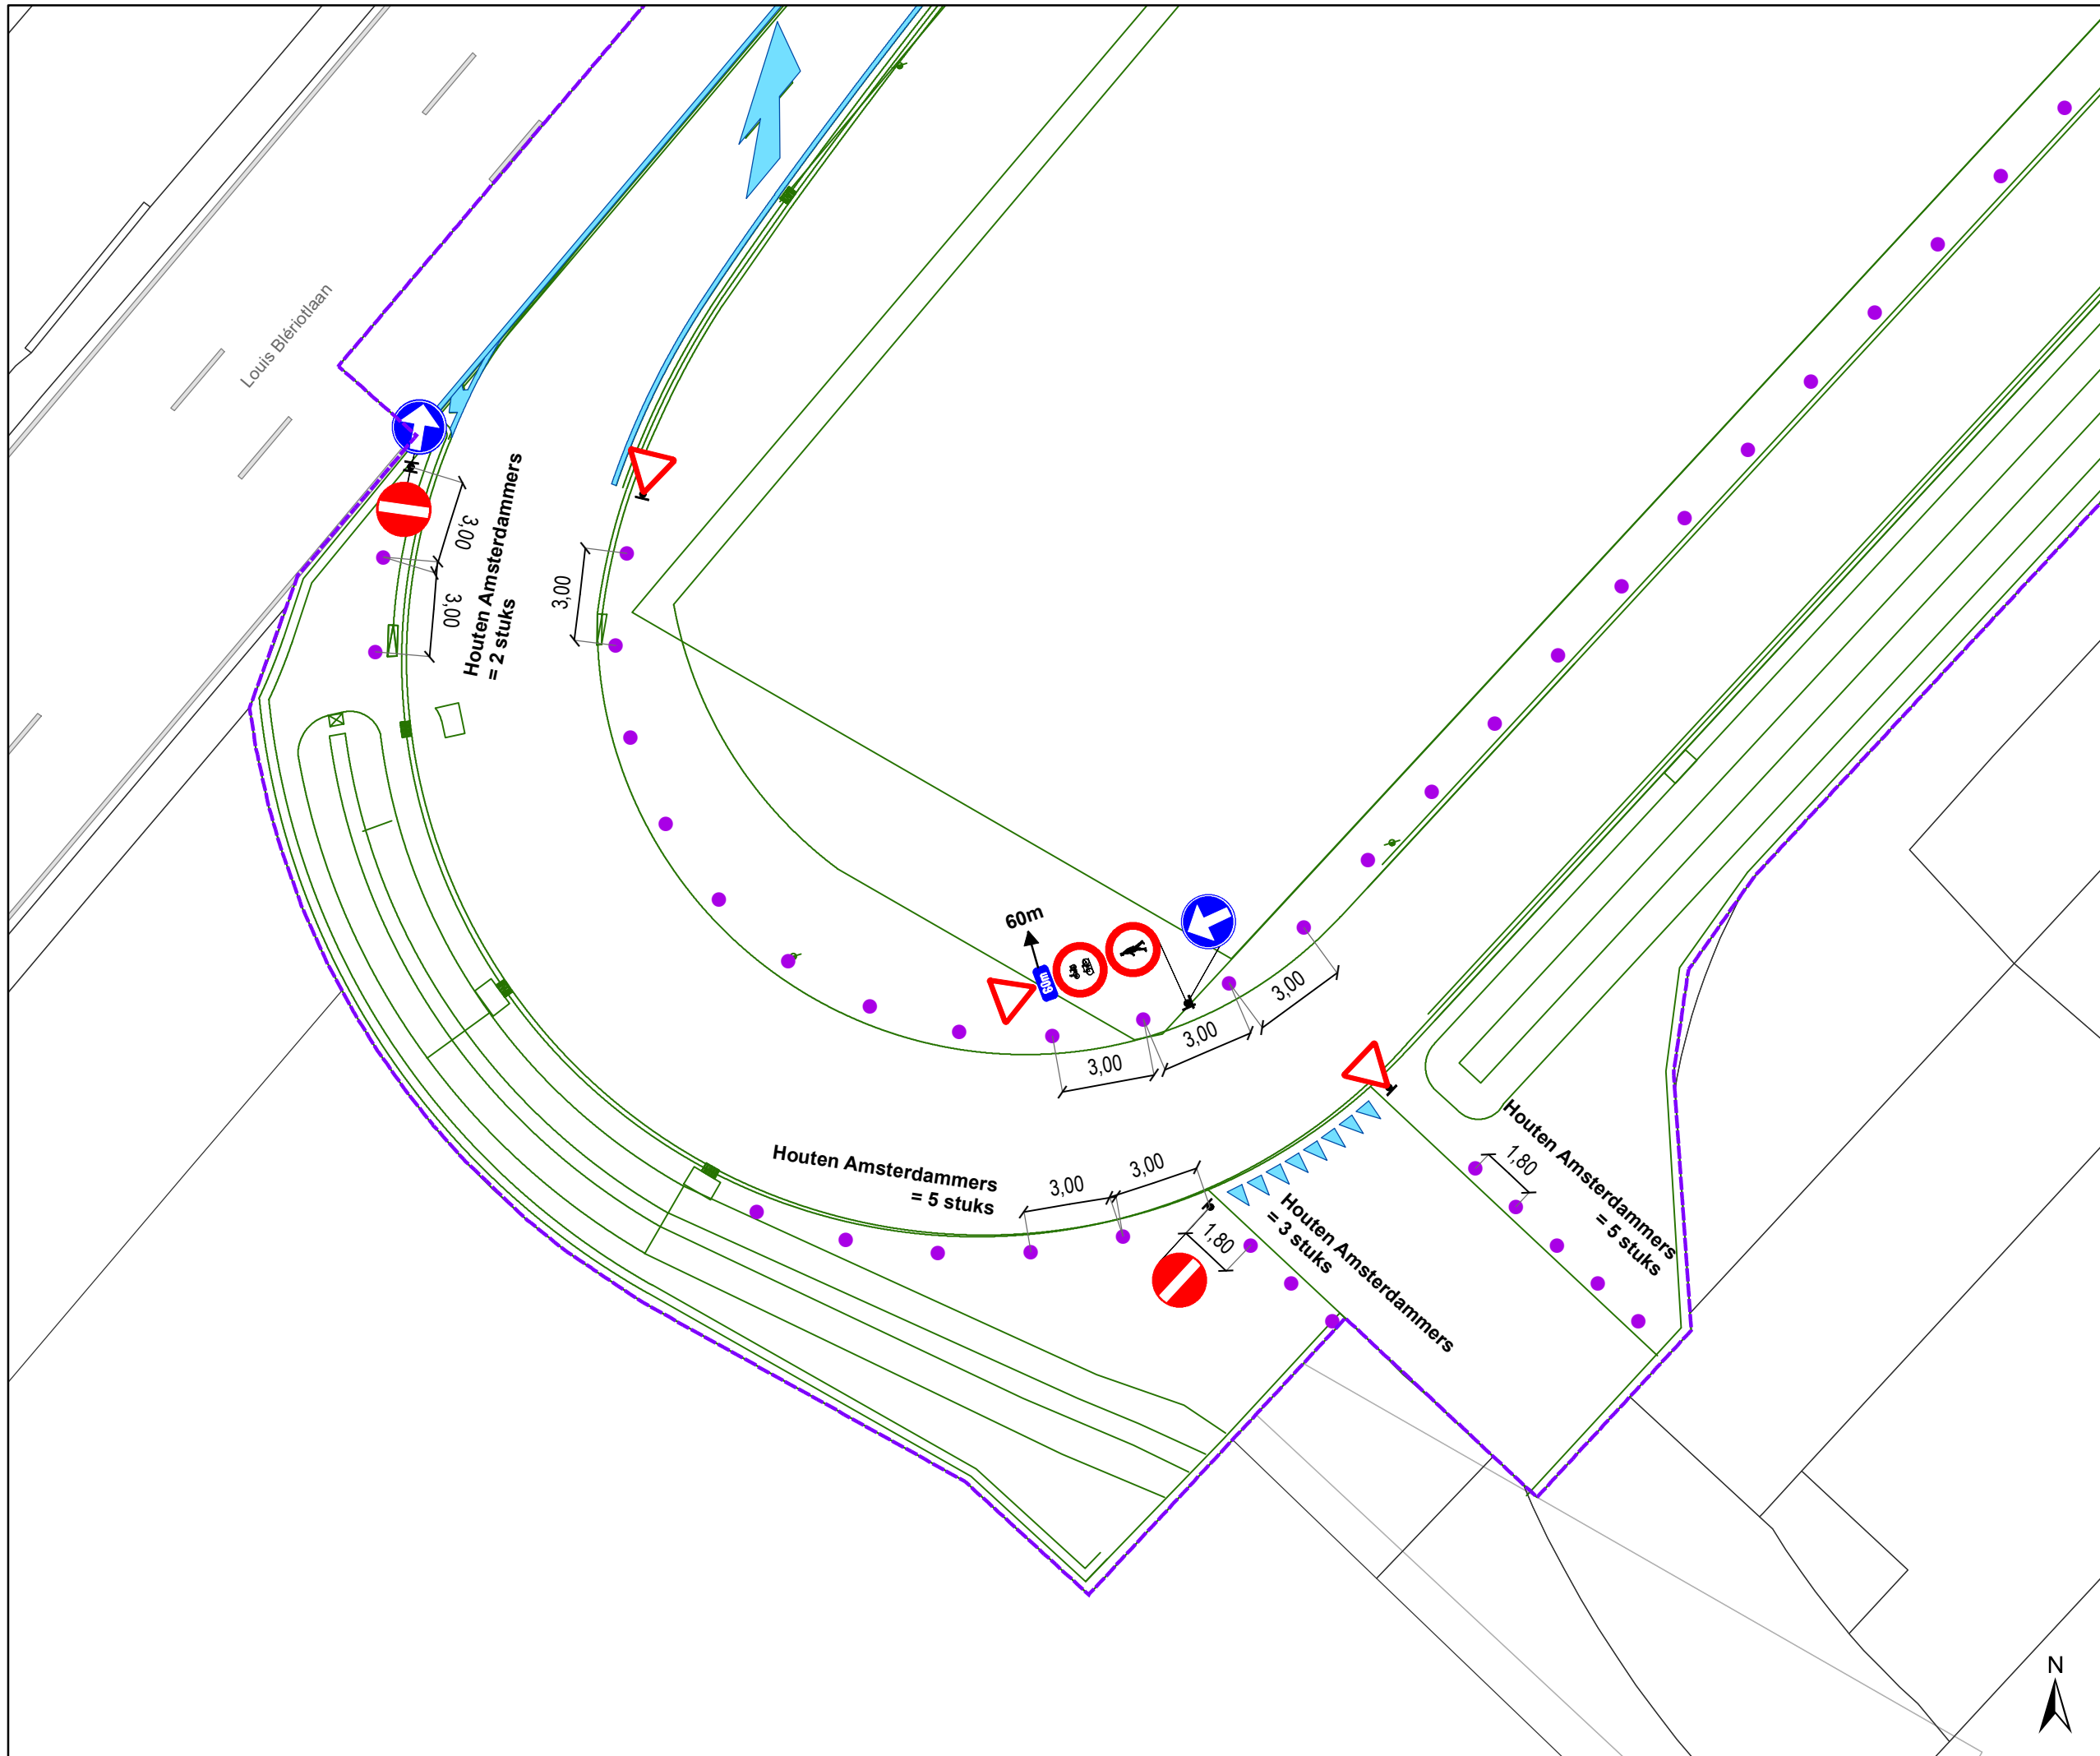 Louis Blériotlaan
3,00
3,00
Houten Amsterdammers
= 2 stuks
3,00
60m
60m
3,00
3,00
3,00
Houten Amsterdammers
= 5 stuks
3,00
3,00
1,80
Houten Amsterdammers
= 3 stuks
1,80
Houten Amsterdammers
= 5 stuks
N